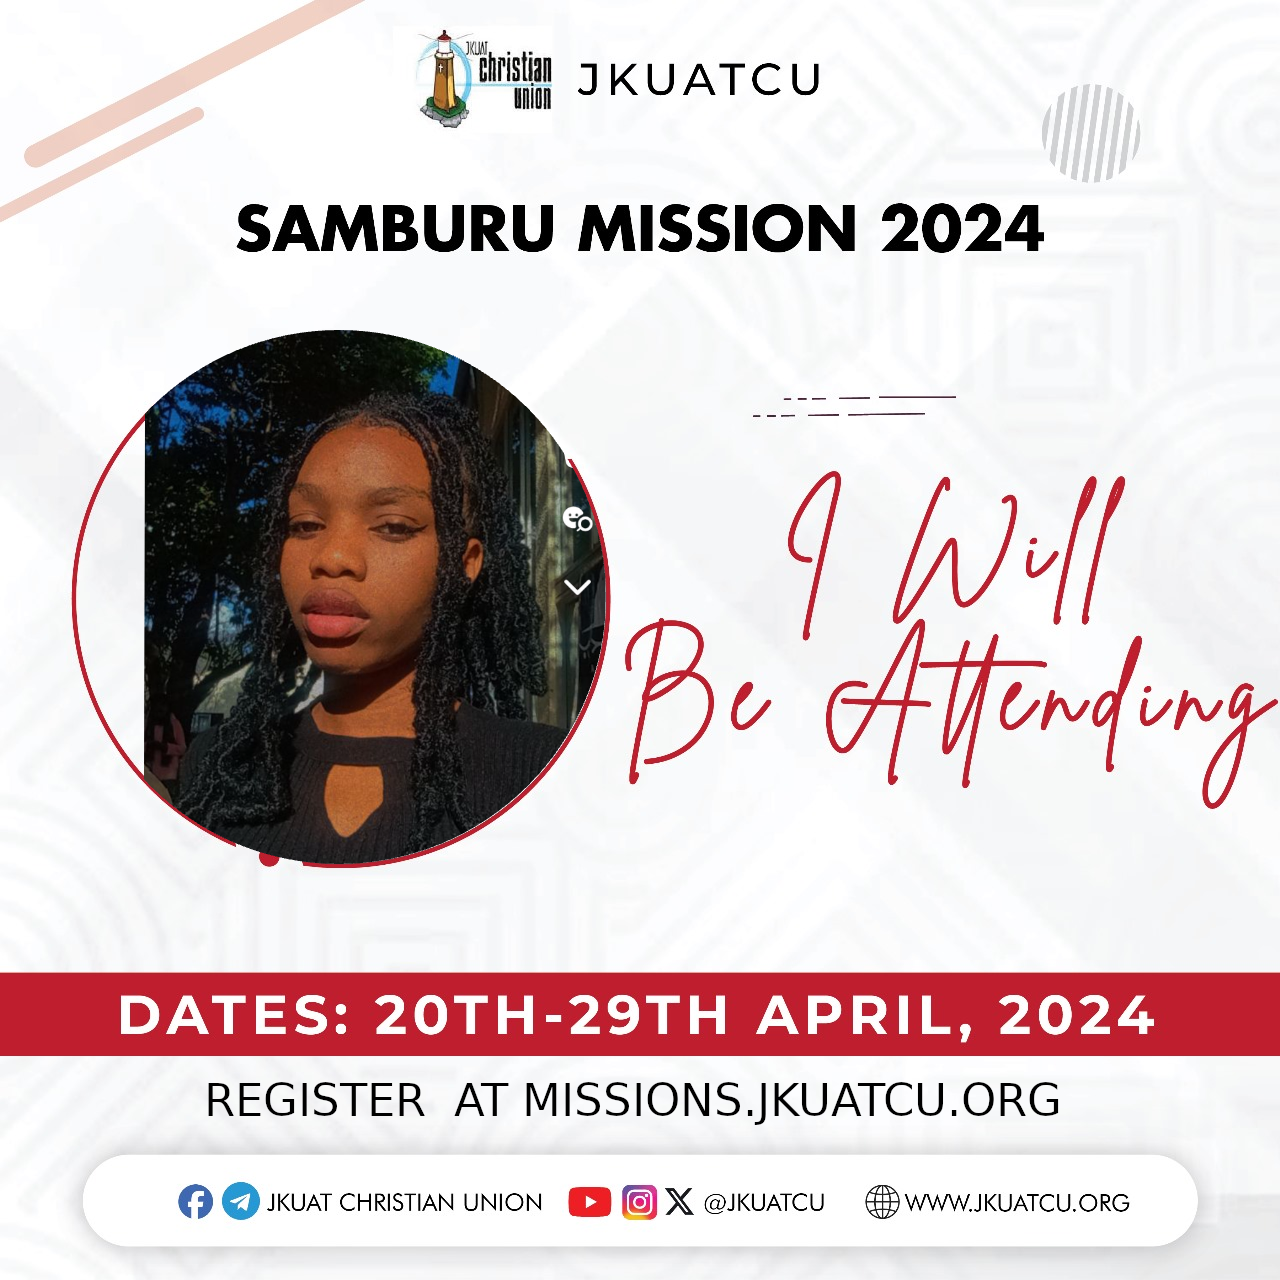 JKUAT
christian
union
JKUATCU
SAMBURU MISSION 2024
I Will
Be Attending
DATES: 20TH-29TH APRIL, 2024
REGISTER  AT MISSIONS.JKUATCU.ORG
JKUAT CHRISTIAN UNION @JKUATCU WWW.JKUATCU.ORG